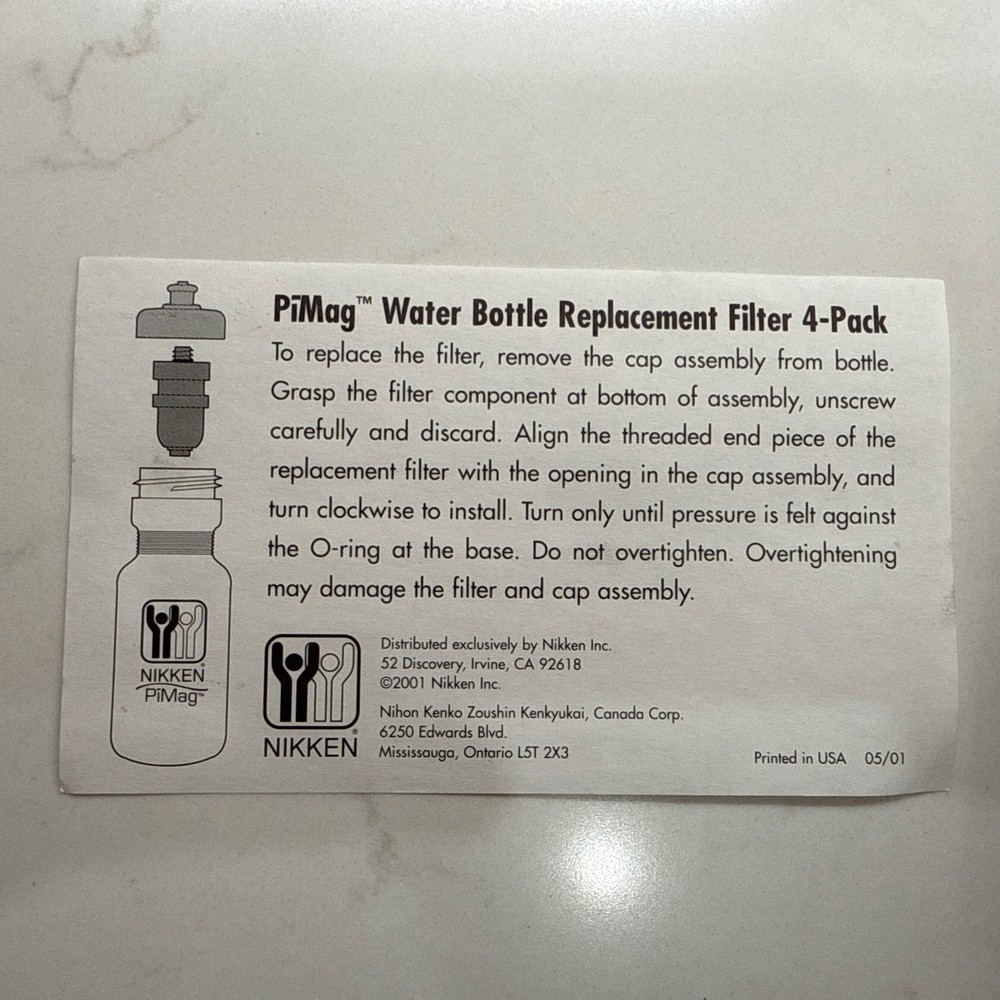 PiMag™ Water Bottle Replacement Filter 4-Pack
To replace the filter, remove the cap assembly from bottle.
Grasp the filter component at bottom of assembly, unscrew
carefully and discard. Align the threaded end piece of the
replacement filter with the opening in the cap assembly, and
turn clockwise to install. Turn only until pressure is felt against
the O-ring at the base. Do not overtighten. Overtightening
may damage the filter and cap assembly.
NIKKEN®
PiMag™
NIKKEN®
Distributed exclusively by Nikken Inc.
52 Discovery, Irvine, CA 92618
©2001 Nikken Inc.
Nihon Kenko Zoushin Kenkyukai, Canada Corp.
6250 Edwards Blvd.
Mississauga, Ontario L5T 2X3
Printed in USA 05/01